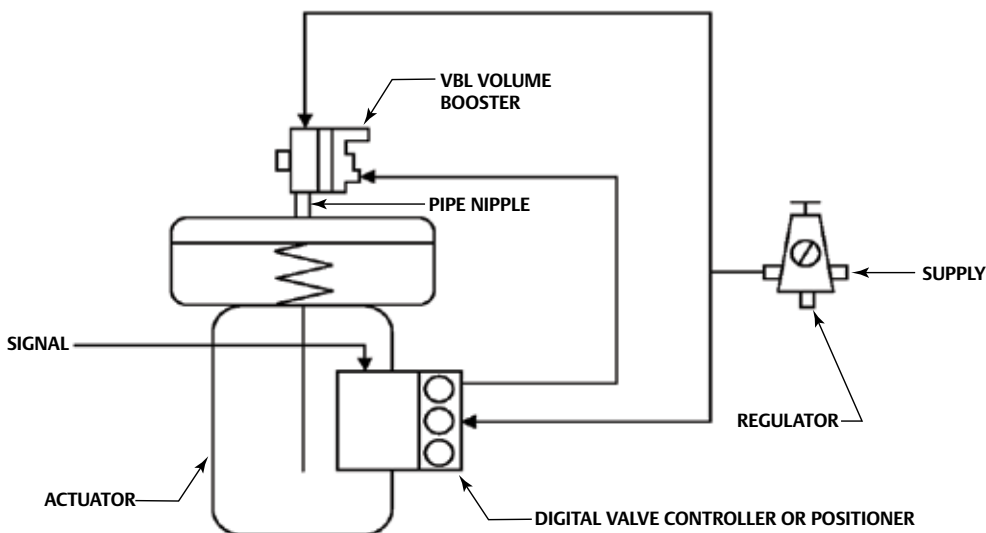 VBL VOLUME
BOOSTER
PIPE NIPPLE
SUPPLY
SIGNAL
REGULATOR
ACTUATOR
DIGITAL VALVE CONTROLLER OR POSITIONER